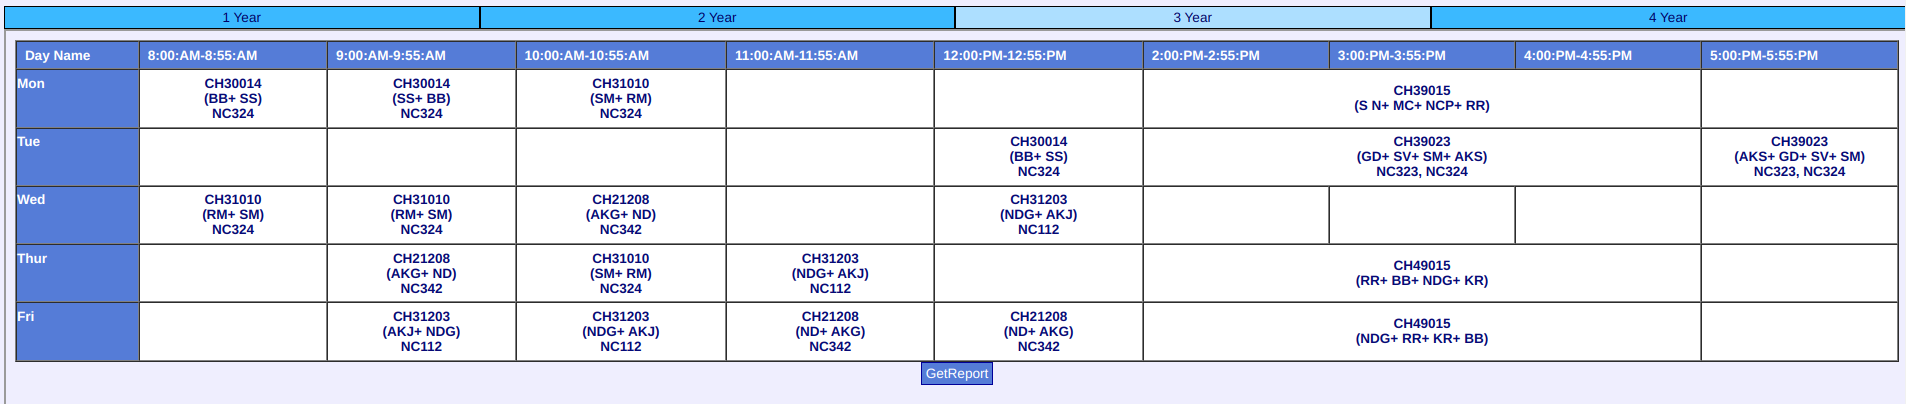 1 Year
2 Year
3 Year
4 Year
Day Name
8:00:AM-8:55:AM
9:00:AM-9:55:AM
10:00:AM-10:55:AM
11:00:AM-11:55:AM
12:00:PM-12:55:PM
2:00:PM-2:55:PM
3:00:PM-3:55:PM
4:00:PM-4:55:PM
5:00:PM-5:55:PM
Mon
CH30014
(BB+ SS)
NC324
CH30014
(SS+ BB)
NC324
CH31010
(SM+ RM)
NC324
CH39015
(S N+ MC+ NCP+ RR)
Tue
CH30014
(BB+ SS)
NC324
CH39023
(GD+ SV+ SM+ AKS)
NC323, NC324
CH39023
(AKS+ GD+ SV+ SM)
NC323, NC324
Wed
CH31010
(RM+ SM)
NC324
CH31010
(RM+ SM)
NC324
CH21208
(AKG+ ND)
NC342
CH31203
(NDG+ AKJ)
NC112
Thur
CH21208
(AKG+ ND)
NC342
CH31010
(SM+ RM)
NC324
CH31203
(NDG+ AKJ)
NC112
CH49015
(RR+ BB+ NDG+ KR)
Fri
CH31203
(AKJ+ NDG)
NC112
CH31203
(NDG+ AKJ)
NC112
CH21208
(ND+ AKG)
NC342
CH21208
(ND+ AKG)
NC342
CH49015
(NDG+ RR+ KR+ BB)
GetReport